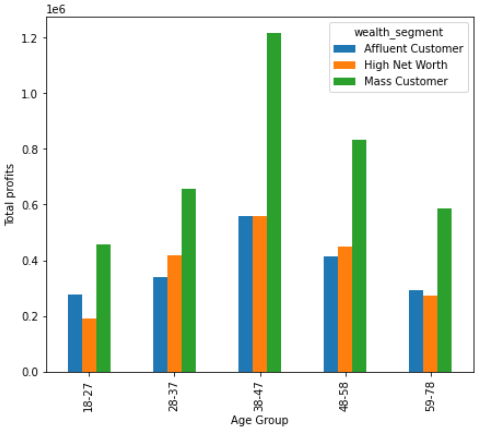 1e6
wealth_segment
Affluent Customer
High Net Worth
Mass Customer
Total profits
1.2
1.0
0.8
0.6
0.4
0.2
0.0
18-27
28-37
38-47
48-58
59-78
Age Group